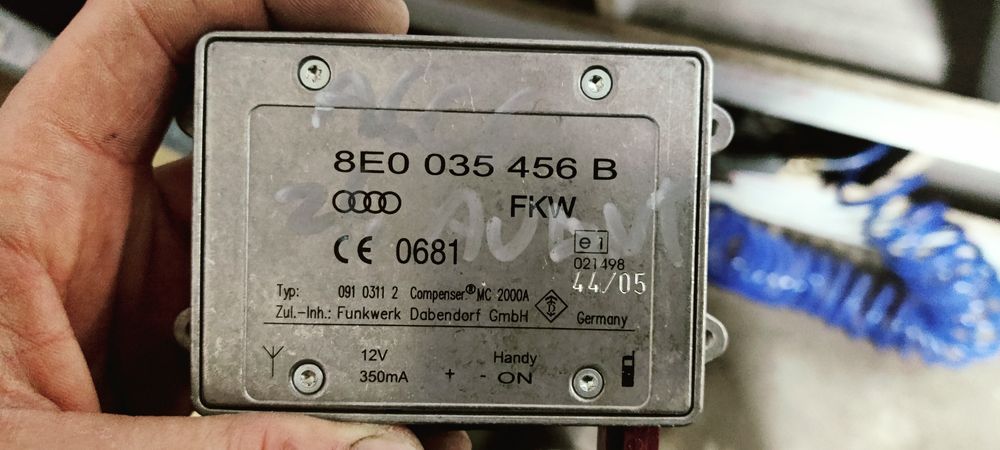 8E0 035 456 B
FKW
CE 0681
e 1
021498
44/05
Typ: 091 0311 2 Compenser.® MC 2000A
Zul.-Inh.: Funkwerk Dabendorf GmbH Germany
12V Handy
350mA + - ON